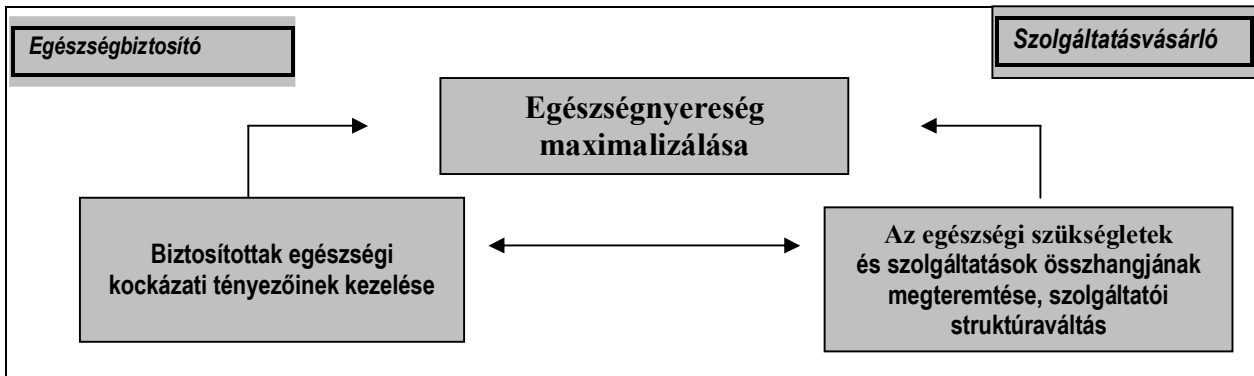 Egészségbiztosító
Szolgáltatásvásárló
Egészségnyereség
maximalizálása
Biztosítottak egészségi
kockázati tényezőinek kezelése
Az egészségi szükségletek
és szolgáltatások összhangjának
megteremtése, szolgáltatói
struktúraváltás